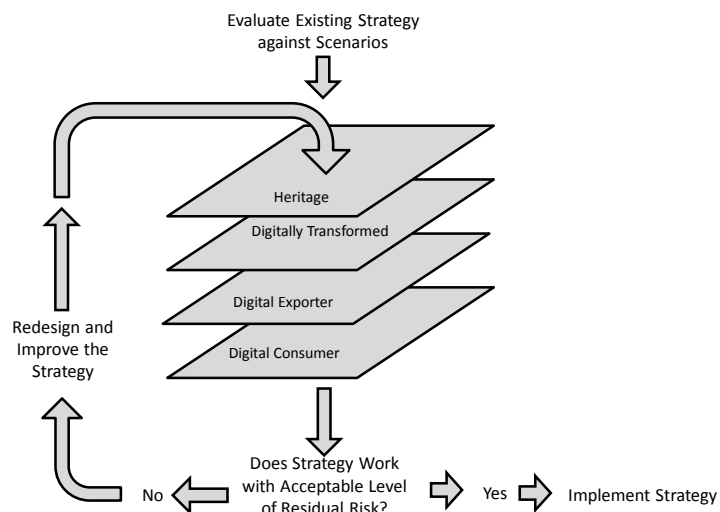 Evaluate Existing Strategy
against Scenarios
Heritage
Digitally Transformed
Digital Exporter
Digital Consumer
Redesign and
Improve the
Strategy
Does Strategy Work
with Acceptable Level
of Residual Risk?
No
Yes
Implement Strategy